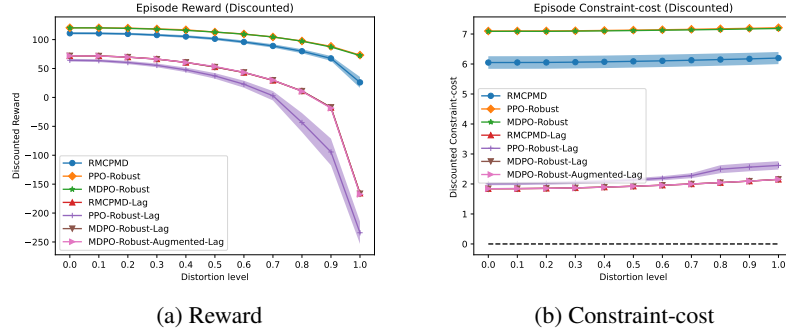 Episode Reward (Discounted)
Discounted Reward
100
50
0
−50
−100
−150
−200
−250
RMCPMD
PPO-Robust
MDPO-Robust
RMCPMD-Lag
PPO-Robust-Lag
MDPO-Robust-Lag
MDPO-Robust-Augmented-Lag
0.0 0.1 0.2 0.3 0.4 0.5 0.6 0.7 0.8 0.9 1.0
Distortion level
(a) Reward
Episode Constraint-cost (Discounted)
Discounted Constraint-cost
7
6
5
4
3
2
1
0
RMCPMD
PPO-Robust
MDPO-Robust
RMCPMD-Lag
PPO-Robust-Lag
MDPO-Robust-Lag
MDPO-Robust-Augmented-Lag
0.0 0.1 0.2 0.3 0.4 0.5 0.6 0.7 0.8 0.9 1.0
Distortion level
(b) Constraint-cost